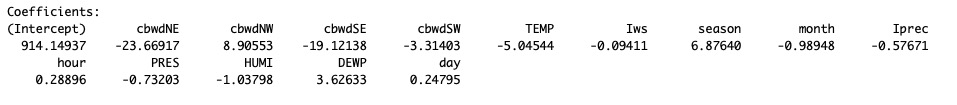 Coefficients:
(Intercept) cbwdNE cbwdNW cbwdSE cbwdSW TEMP Iws season month Iprec
914.14937 -23.66917 8.90553 -19.12138 -3.31403 -5.04544 -0.09411 6.87640 -0.98948 -0.57671
hour PRES HUMI DEWP day
0.28896 -0.73203 -1.03798 3.62633 0.24795